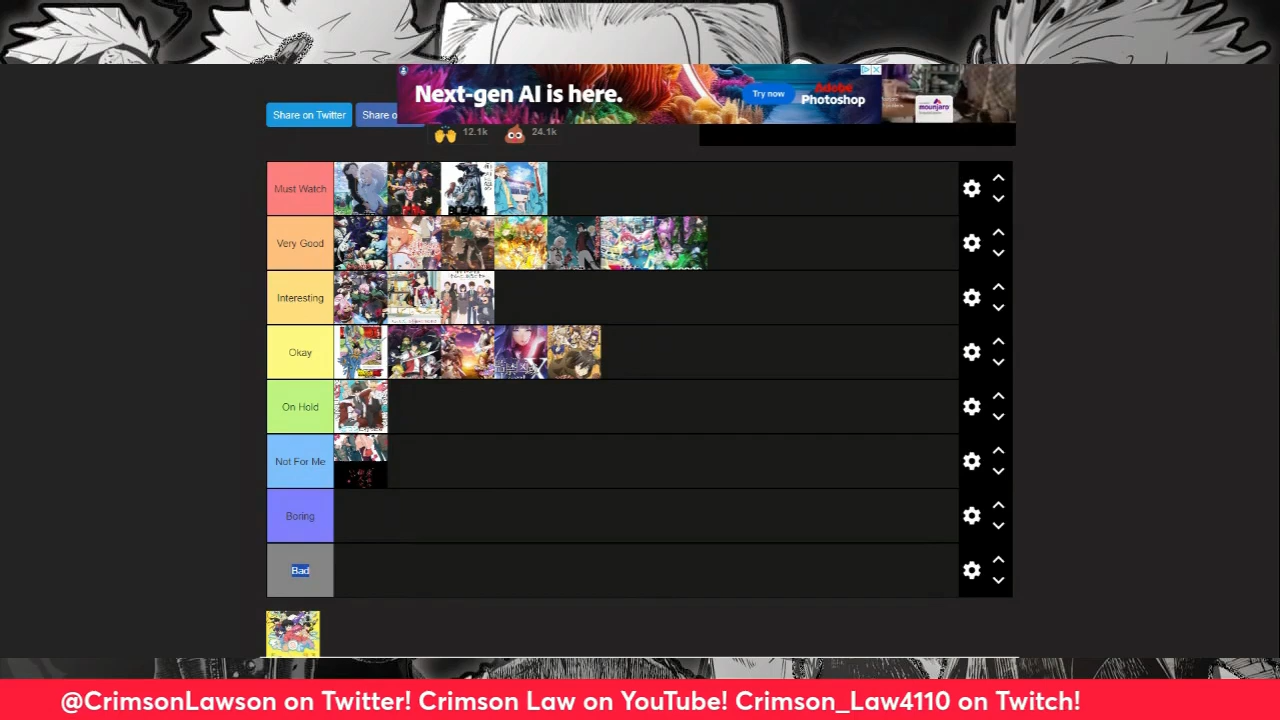 Next-gen AI is here.
Try now
Adobe
Photoshop
mounjaro
Share on Twitter
Share o
12.1k
24.1k
Must Watch
BLEACH
Very Good
Interesting
Okay
On Hold
Not For Me
Boring
Bad
@CrimsonLawson on Twitter! Crimson Law on YouTube! Crimson_Law4110 on Twitch!